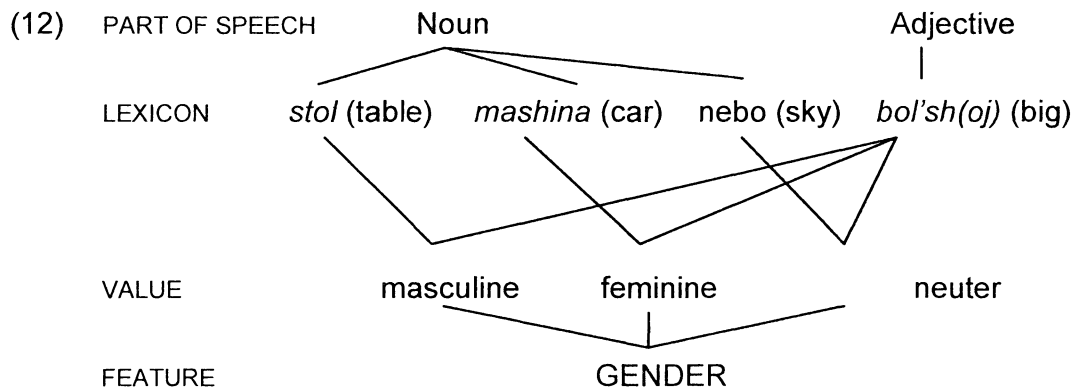 (12) PART OF SPEECH Noun Adjective
LEXICON stol (table) mashina (car) nebo (sky) bol'sh(oj) (big)
VALUE masculine feminine neuter
FEATURE GENDER